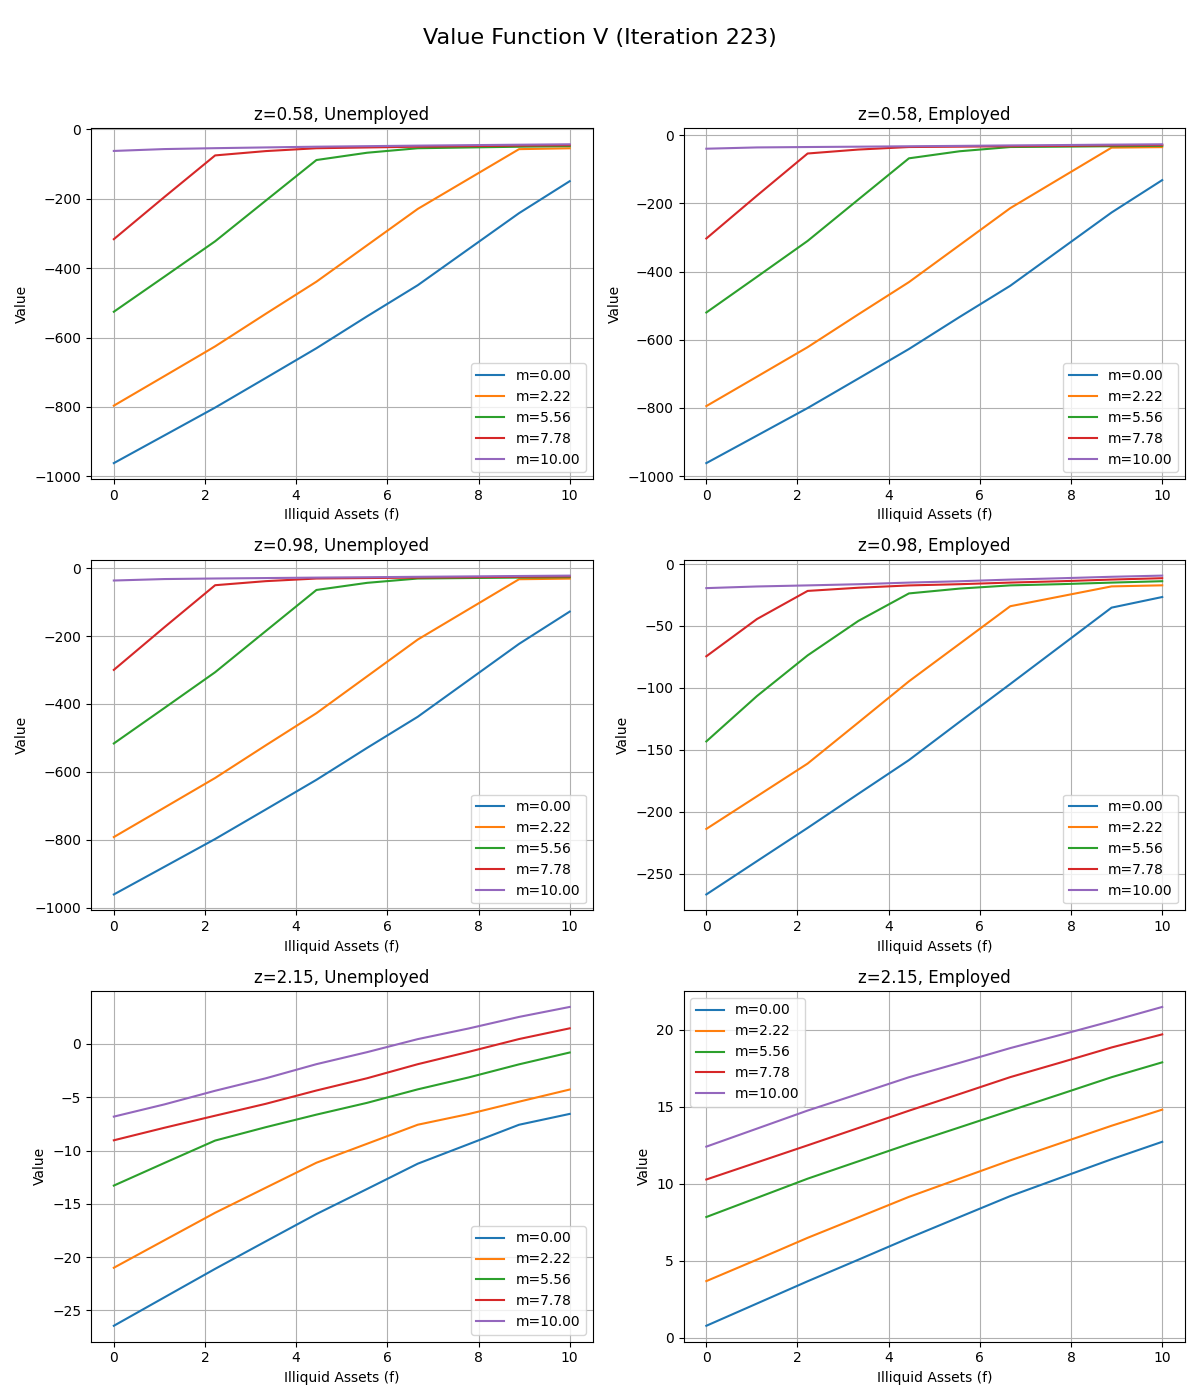 Value Function V (Iteration 223)
z=0.58, Unemployed
0
−200
−400
−600
−800
−1000
Value
0 2 4 6 8 10
Illiquid Assets (f)
m=0.00
m=2.22
m=5.56
m=7.78
m=10.00
z=0.58, Employed
0
−200
−400
−600
−800
−1000
Value
0 2 4 6 8 10
Illiquid Assets (f)
m=0.00
m=2.22
m=5.56
m=7.78
m=10.00
z=0.98, Unemployed
0
−200
−400
−600
−800
−1000
Value
0 2 4 6 8 10
Illiquid Assets (f)
m=0.00
m=2.22
m=5.56
m=7.78
m=10.00
z=0.98, Employed
0
−50
−100
−150
−200
−250
Value
0 2 4 6 8 10
Illiquid Assets (f)
m=0.00
m=2.22
m=5.56
m=7.78
m=10.00
z=2.15, Unemployed
0
−5
−10
−15
−20
−25
Value
0 2 4 6 8 10
Illiquid Assets (f)
m=0.00
m=2.22
m=5.56
m=7.78
m=10.00
z=2.15, Employed
20
15
10
5
0
Value
0 2 4 6 8 10
Illiquid Assets (f)
m=0.00
m=2.22
m=5.56
m=7.78
m=10.00